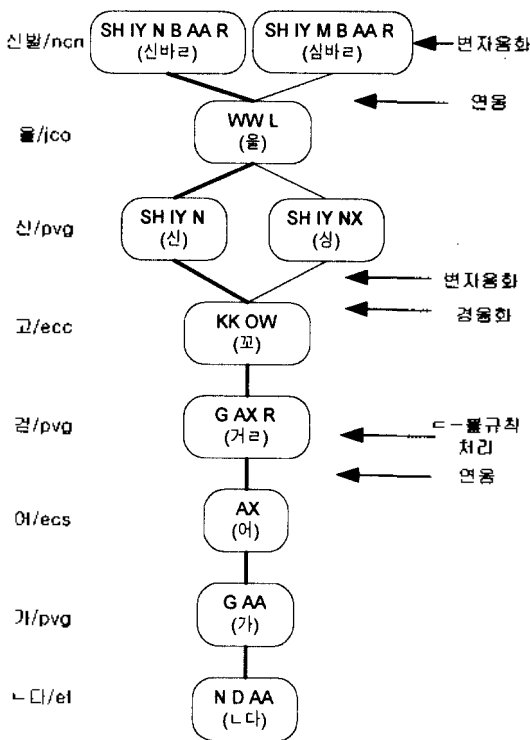 신발/ncn
SH IY N B AA R
(신바ㄹ)
SH IY M B AA R
(심바ㄹ)
변자음화
연음
을/jco
WW L
(을)
신/pvg
SH IY N
(신)
SH IY NX
(싱)
변자음화
경음화
고/ecc
KK OW
(꼬)
걷/pvg
G AX R
(거ㄹ)
ㄷ-불규칙
처리
연음
어/ecs
AX
(어)
가/pvg
G AA
(가)
ㄴ다/ef
N D AA
(ㄴ다)